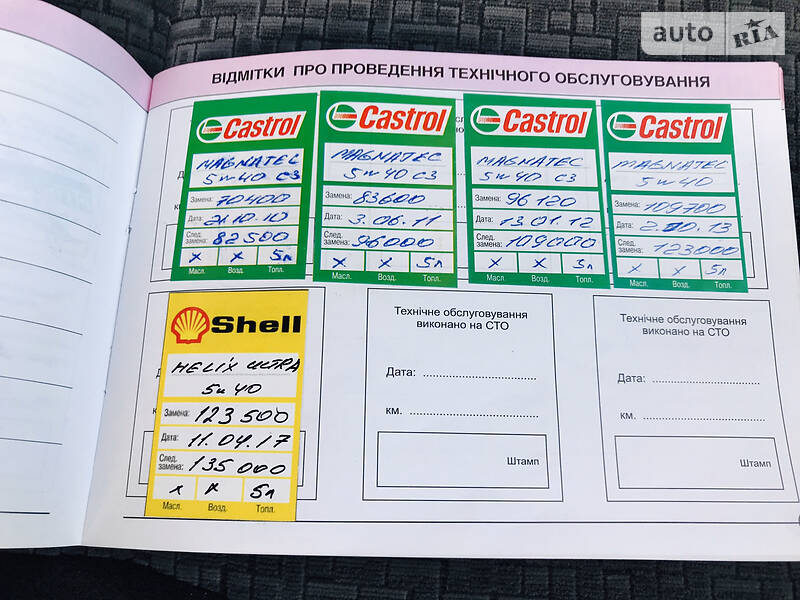 auto RIA
ВІДМІТКИ ПРО ПРОВЕДЕННЯ ТЕХНІЧНОГО ОБСЛУГОВУВАННЯ
Castrol
MAGNATEC
5w40 C3
Замена: 70400
Дата: 21.10.10
След. замена: 82500
x x 5л
Масл. Возд. Топл.
Castrol
MAGNATEC
5w40 C3
Замена: 83600
Дата: 3.06.11
След. замена: 96000
x x 5л
Масл. Возд. Топл.
Castrol
MAGNATEC
5w40 C3
Замена: 96120
Дата: 13.01.12
След. замена: 109000
x x 5л
Масл. Возд. Топл.
Castrol
MAGNATEC
5w40
Замена: 109700
Дата:
След. замена: 123000
x x 5л
Масл. Возд. Топл.
Shell
HELIX ULTRA
5w40
Замена: 123500
Дата: 11.04.17
След. замена: 135000
x x 5л
Масл. Возд. Топл.
Технічне обслуговування
виконано на СТО
Дата:
км.
Штамп
Технічне обслуговування
виконано на СТО
Дата:
км.
Штамп